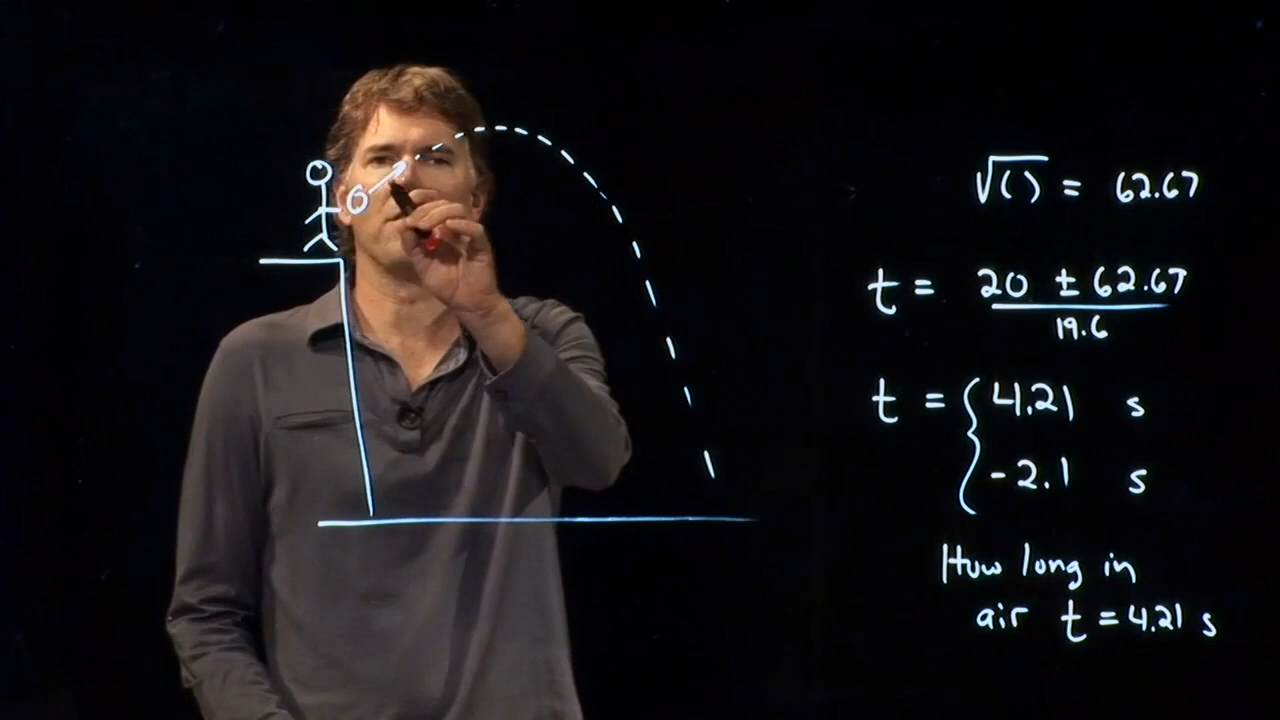 √() = 62.67
t = 20 ± 62.67
19.6
t = { 4.21 s
-2.1 s
How long in
air t = 4.21 s